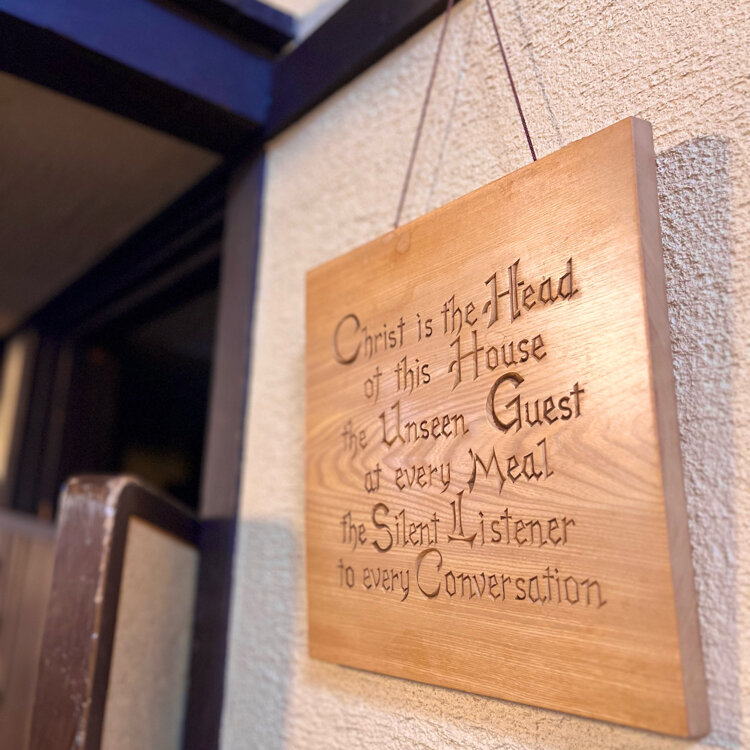 Christ is the Head
of this House
the Unseen Guest
at every Meal
the Silent Listener
to every Conversation